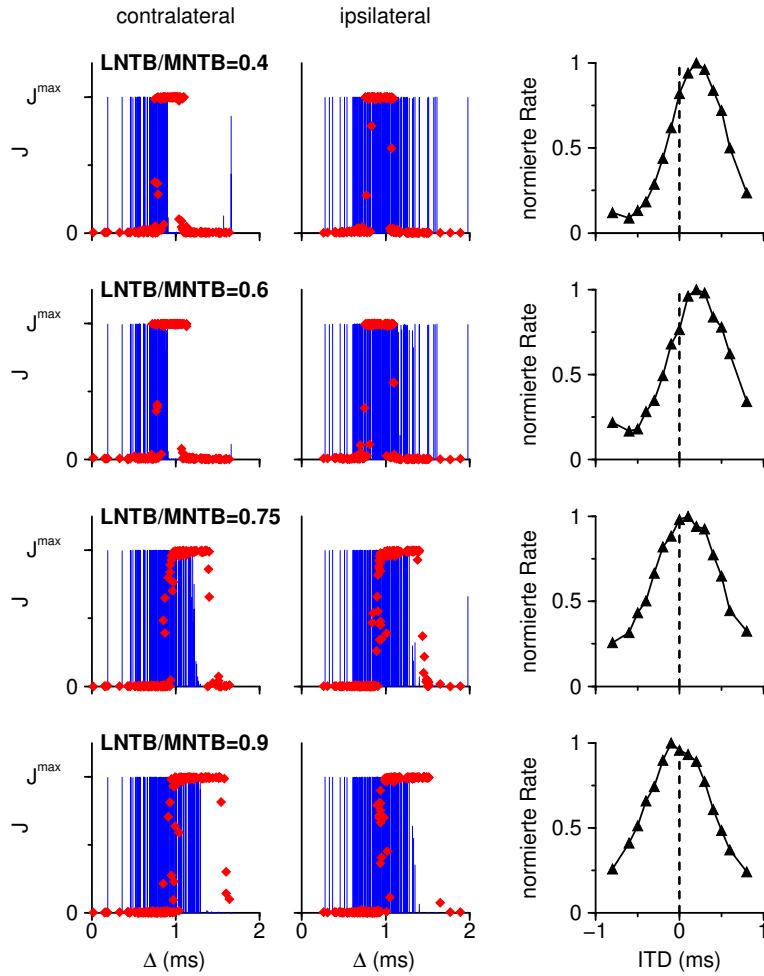 contralateral ipsilateral
LNTB/MNTB=0.4
J^max
J
0
normierte Rate
1
0.5
0
LNTB/MNTB=0.6
J^max
J
0
normierte Rate
1
0.5
0
LNTB/MNTB=0.75
J^max
J
0
normierte Rate
1
0.5
0
LNTB/MNTB=0.9
J^max
J
0
normierte Rate
1
0.5
0
0 1 2 0 1 2 −1 0 1
Δ (ms) Δ (ms) ITD (ms)